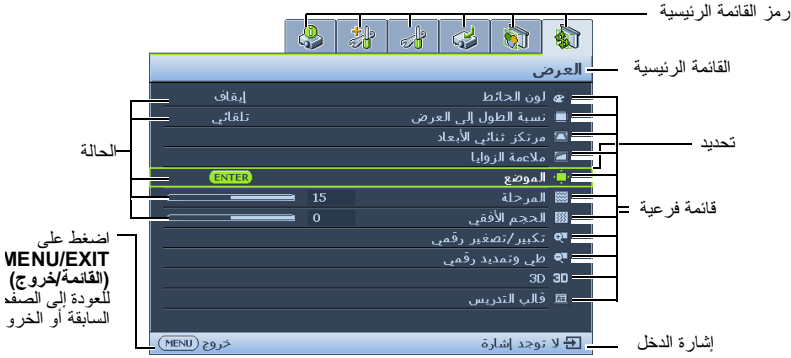 رمز القائمة الرئيسية
العرض
القائمة الرئيسية
لون الحائط
إيقاف
نسبة الطول إلى العرض
تلقائي
مرتكز ثنائي الأبعاد
ملاءمة الزوايا
تحديد
الحالة
الموضع
ENTER
المرحلة
15
الحجم الأفقي
0
قائمة فرعية
تكبير/تصغير رقمي
طي وتمديد رقمي
3D 3D
قالب التدريس
اضغط على
MENU/EXIT
(القائمة/خروج)
للعودة إلى الصفح
السابقة أو الخرو
لا توجد إشارة
خروج (MENU)
إشارة الدخل